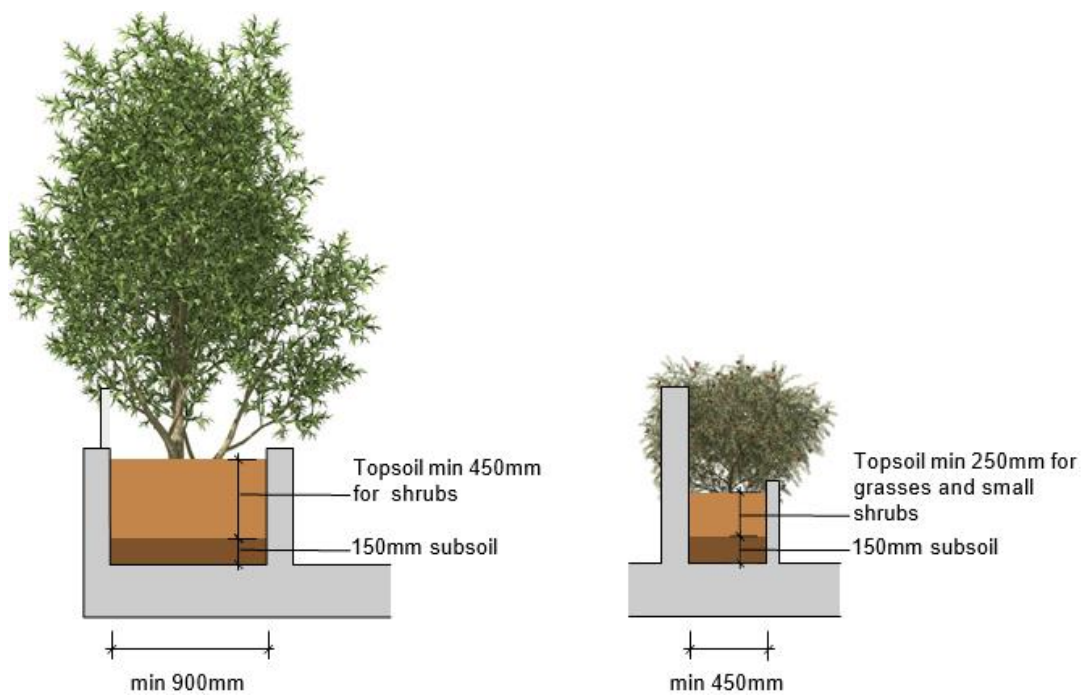 Topsoil min 450mm
for shrubs
150mm subsoil
min 900mm
Topsoil min 250mm for
grasses and small
shrubs
150mm subsoil
min 450mm